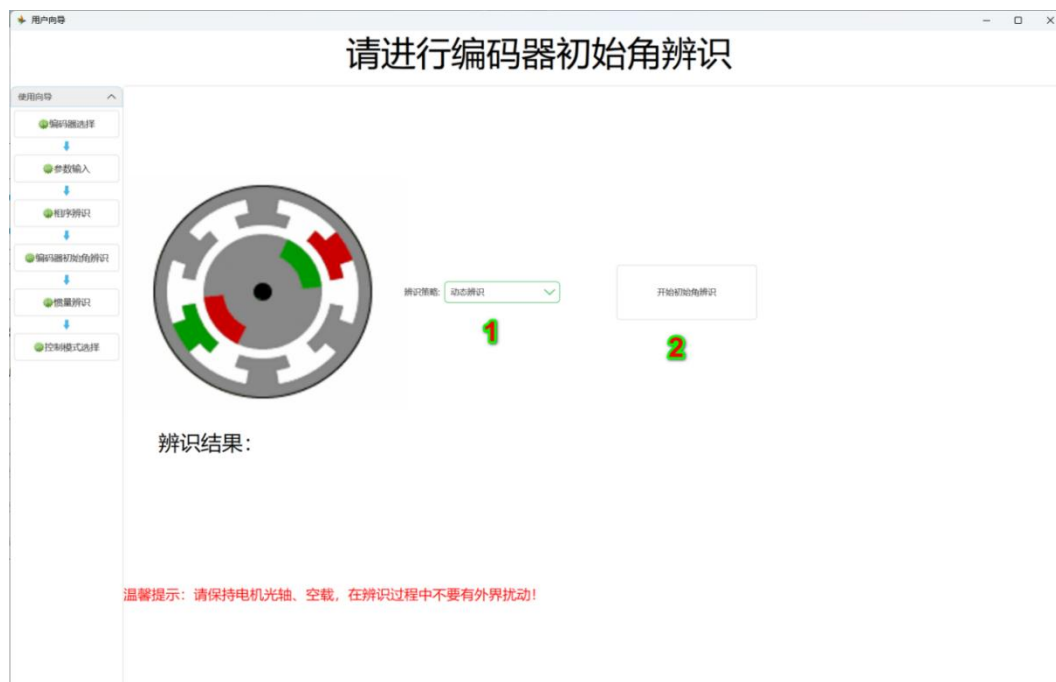 用户向导
请进行编码器初始角辨识
使用向导
编码器选择
参数输入
相序辨识
编码器初始角辨识
惯量辨识
控制模式选择
辨识策略: 动态辨识
开始初始角辨识
1
2
辨识结果：
温馨提示：请保持电机光轴、空载，在辨识过程中不要有外界扰动！